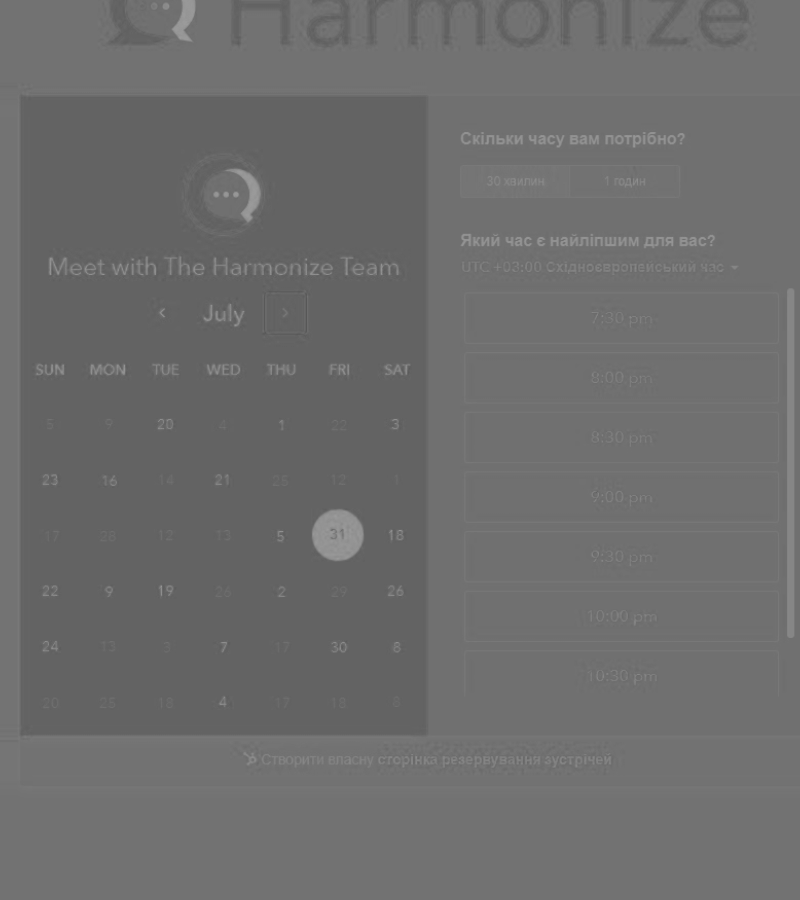 Harmonize
Meet with The Harmonize Team
July
SUN MON TUE WED THU FRI SAT
5 9 20 4 1 22 3
23 16 14 21 25 12 1
17 28 12 13 5 31 18
22 9 19 26 2 29 26
24 13 3 7 17 30 8
20 25 18 4 17 18 8
Скільки часу вам потрібно?
30 хвилин 1 годин
Який час є найліпшим для вас?
UTC +03:00 Східноєвропейський час
7:30 pm
8:00 pm
8:30 pm
9:00 pm
9:30 pm
10:00 pm
10:30 pm
Створити власну сторінка резервування зустрічей